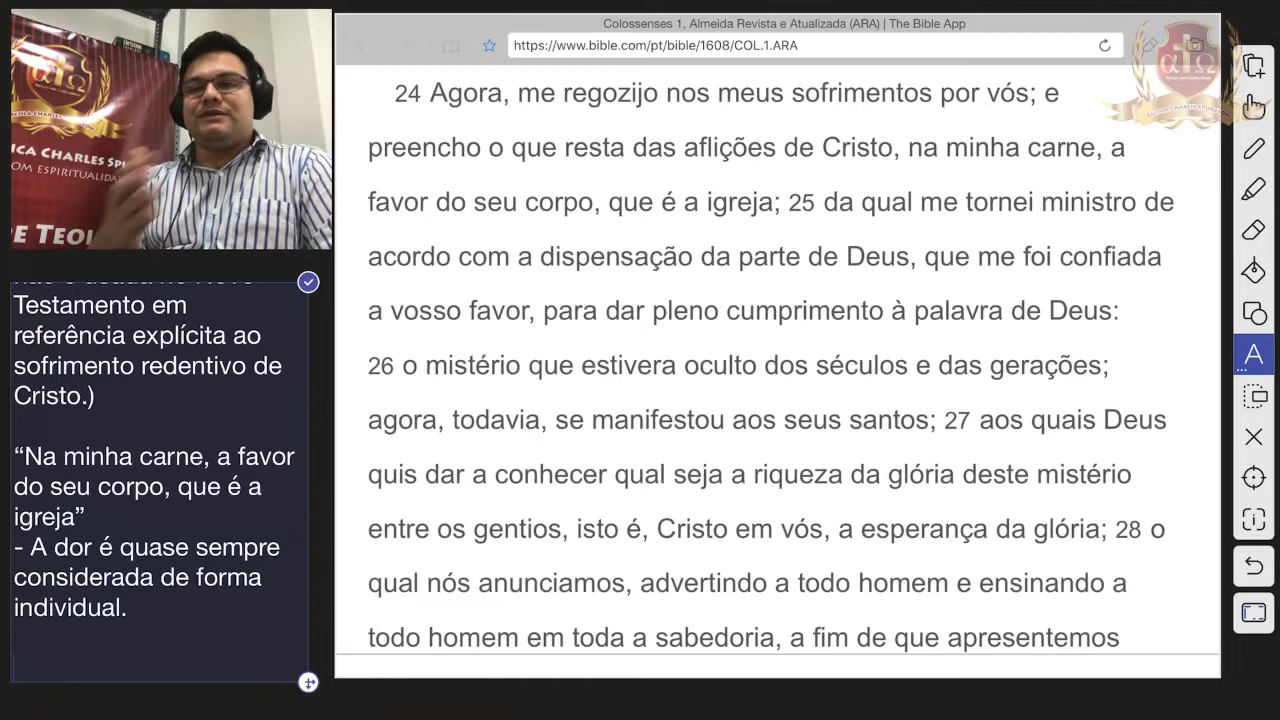 Colossenses 1, Almeida Revista e Atualizada (ARA) | The Bible App
https://www.bible.com/pt/bible/1608/COL.1.ARA
24 Agora, me regozijo nos meus sofrimentos por vós; e
preencho o que resta das aflições de Cristo, na minha carne, a
favor do seu corpo, que é a igreja; 25 da qual me tornei ministro de
acordo com a dispensação da parte de Deus, que me foi confiada
a vosso favor, para dar pleno cumprimento à palavra de Deus:
26 o mistério que estivera oculto dos séculos e das gerações;
agora, todavia, se manifestou aos seus santos; 27 aos quais Deus
quis dar a conhecer qual seja a riqueza da glória deste mistério
entre os gentios, isto é, Cristo em vós, a esperança da glória; 28 o
qual nós anunciamos, advertindo a todo homem e ensinando a
todo homem em toda a sabedoria, a fim de que apresentemos
ICA CHARLES SPU
OM ESPIRITUALIDA
E TEOL
Testamento em
referência explícita ao
sofrimento redentivo de
Cristo.)
“Na minha carne, a favor
do seu corpo, que é a
igreja”
- A dor é quase sempre
considerada de forma
individual.
αΩ
ESCOLA CHARLES SPURGEON
A